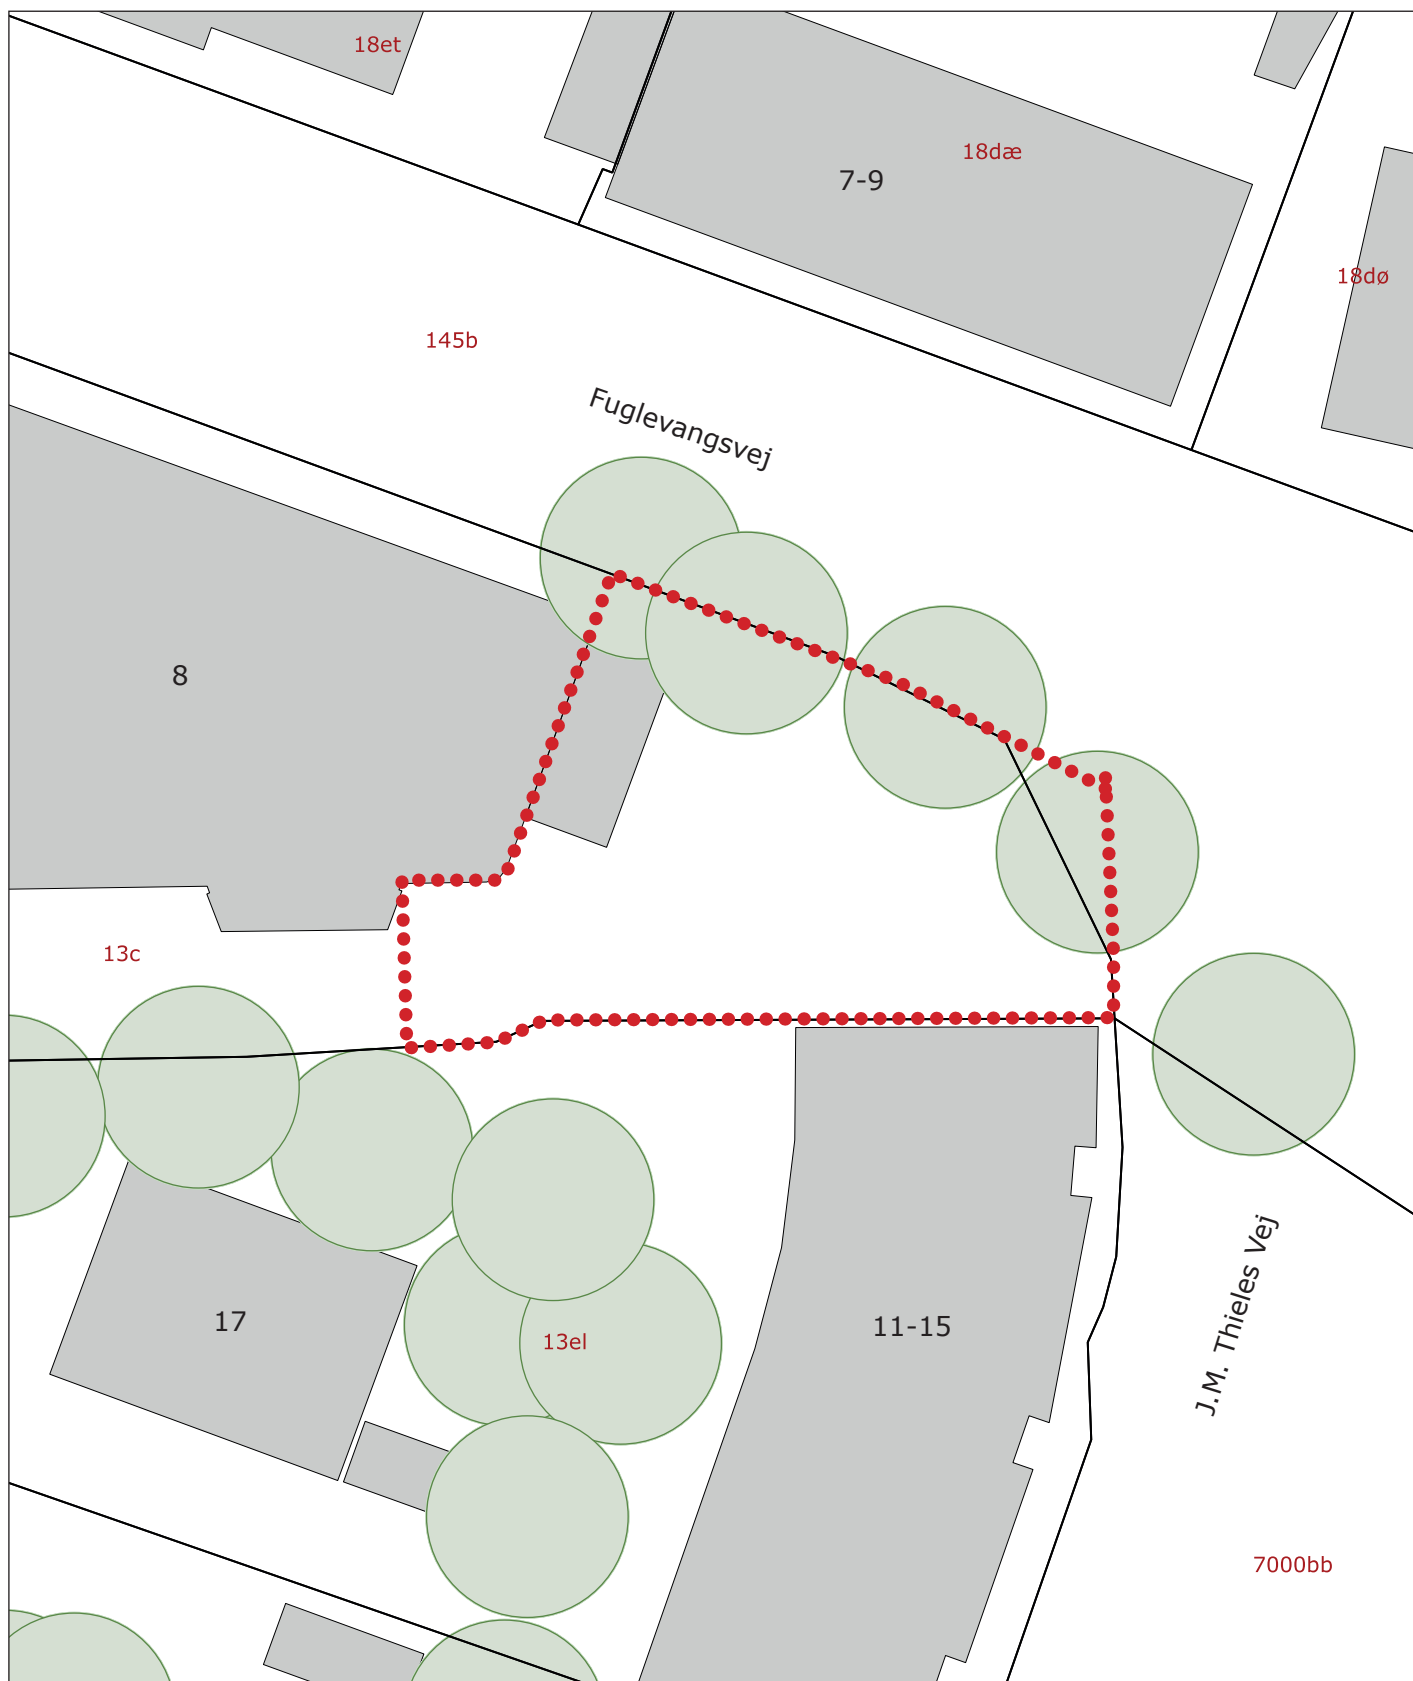 18et
18dæ
7-9
18dø
145b
Fuglevangsvej
8
13c
17
13el
11-15
J.M. Thieles Vej
7000bb